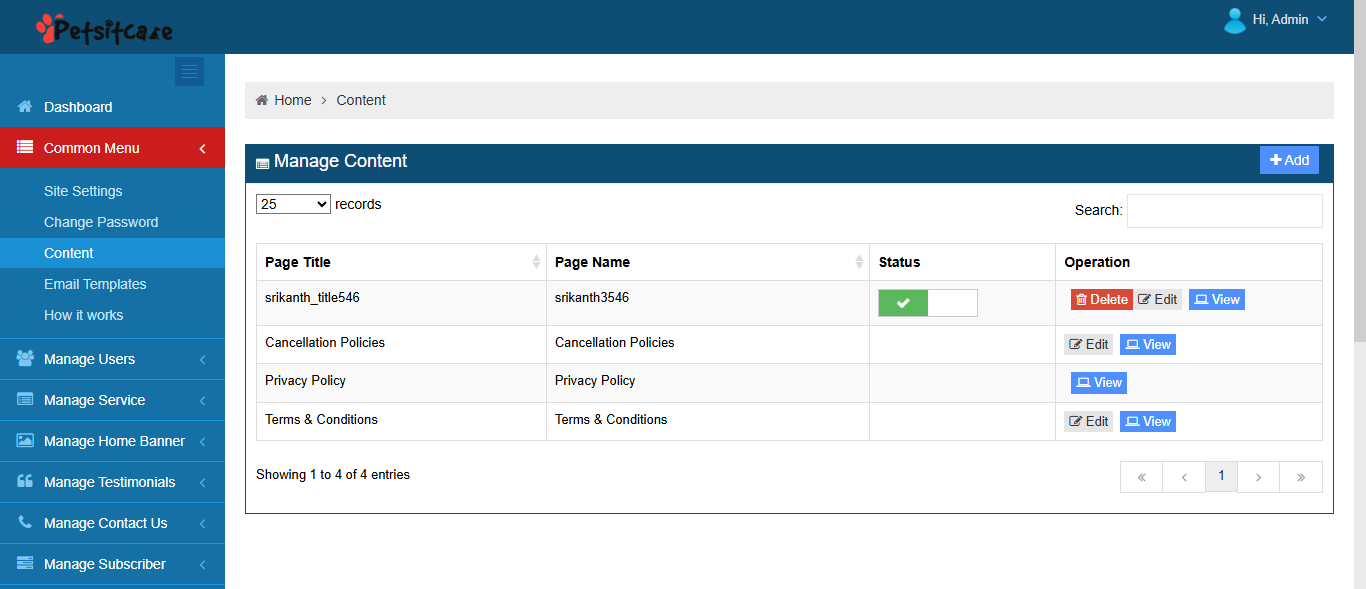 Petsitcare
Hi, Admin
Dashboard
Common Menu
Site Settings
Change Password
Content
Email Templates
How it works
Manage Users
Manage Service
Manage Home Banner
Manage Testimonials
Manage Contact Us
Manage Subscriber
Home > Content
Manage Content
Add
25 records
Search:
Page Title Page Name Status Operation
srikanth_title546 srikanth3546 Delete Edit View
Cancellation Policies Cancellation Policies Edit View
Privacy Policy Privacy Policy View
Terms & Conditions Terms & Conditions Edit View
Showing 1 to 4 of 4 entries
« ‹ 1 › »